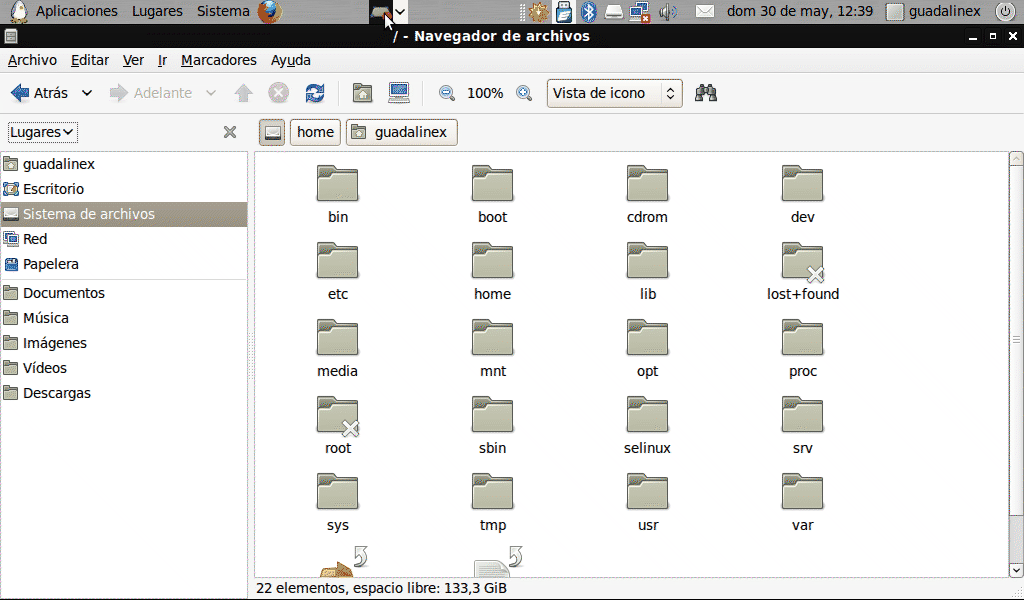 Aplicaciones Lugares Sistema dom 30 de may, 12:39 guadalinex
/ - Navegador de archivos
Archivo Editar Ver Ir Marcadores Ayuda
Atrás Adelante 100% Vista de icono
Lugares home guadalinex
guadalinex
Escritorio
Sistema de archivos
Red
Papelera
Documentos
Música
Imágenes
Vídeos
Descargas
bin boot cdrom dev
etc home lib lost+found
media mnt opt proc
root sbin selinux srv
sys tmp usr var
22 elementos, espacio libre: 133,3 GiB